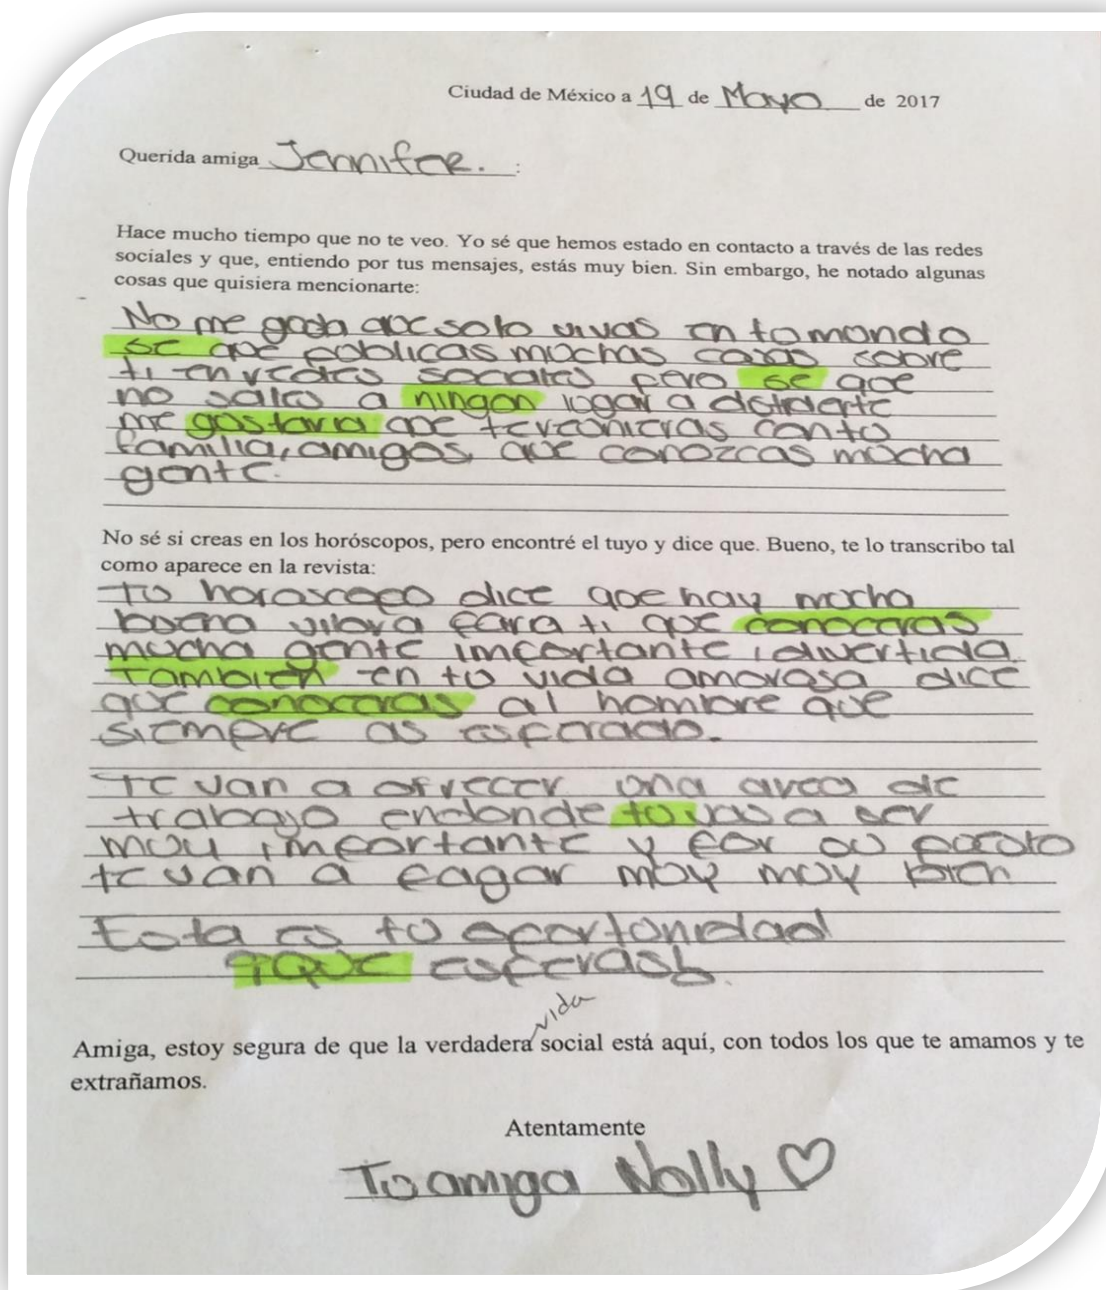 Ciudad de México a 19 de Mayo de 2017
Querida amiga Jennifer. :
Hace mucho tiempo que no te veo. Yo sé que hemos estado en contacto a través de las redes
sociales y que, entiendo por tus mensajes, estás muy bien. Sin embargo, he notado algunas
cosas que quisiera mencionarte:
No me gusta que solo vivas en tu mundo
se que publicas muchas cosas sobre
ti en redes sociales pero se que
no sales a ningun lugar a distraerte
me gustaria que te reunieras con tu
familia, amigos, que conozcas mucha
gente.
No sé si creas en los horóscopos, pero encontré el tuyo y dice que. Bueno, te lo transcribo tal
como aparece en la revista:
Tu horoscopo dice que hay mucha
buena vibra para ti que conoceras
mucha gente importante, divertida
Tambien en tu vida amorosa dice
que conoceras al hombre que
siempre as esperado.
Te van a ofrecer una area de
trabajo endonde tu vas a ser
muy importante y por su puesto
te van a pagar muy muy bien
Esta es tu oportunidad
¿que esperas?
vida
Amiga, estoy segura de que la verdadera social está aquí, con todos los que te amamos y te
extrañamos.
Atentamente
Tu amiga Nolly ♡